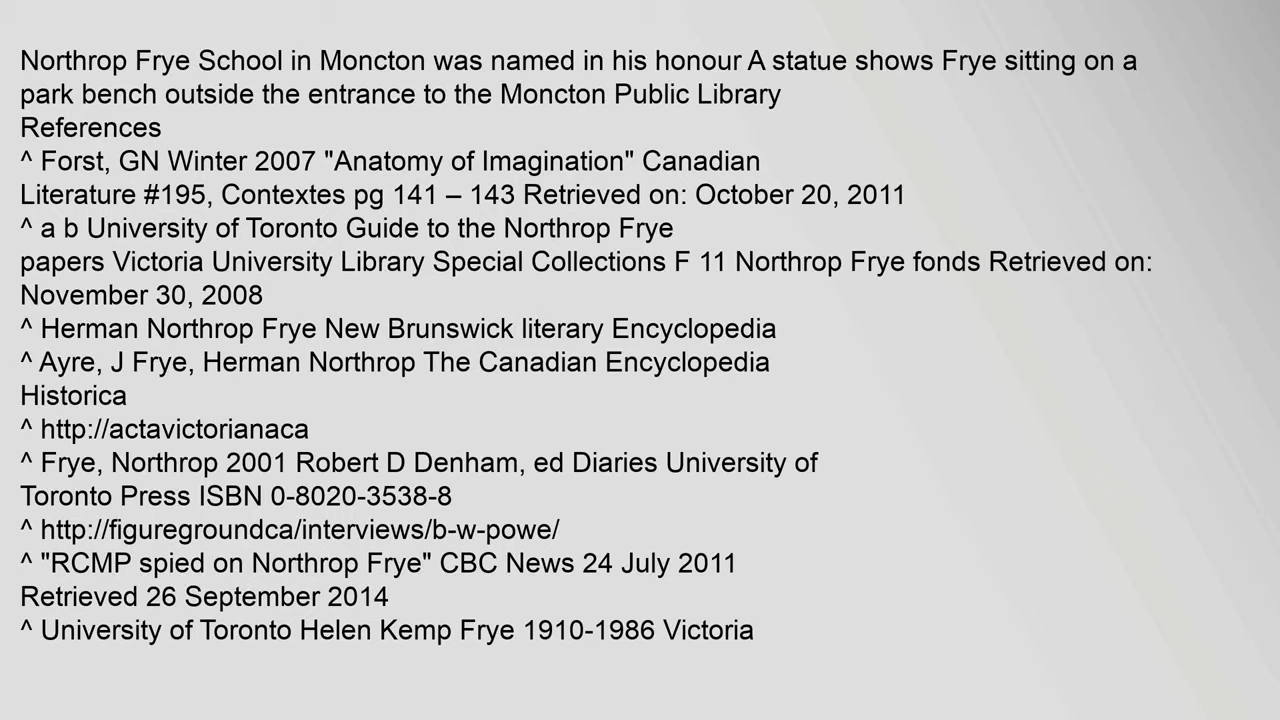 Northrop Frye School in Moncton was named in his honour A statue shows Frye sitting on a
park bench outside the entrance to the Moncton Public Library
References
^ Forst, GN Winter 2007 "Anatomy of Imagination" Canadian
Literature #195, Contextes pg 141 – 143 Retrieved on: October 20, 2011
^ a b University of Toronto Guide to the Northrop Frye
papers Victoria University Library Special Collections F 11 Northrop Frye fonds Retrieved on:
November 30, 2008
^ Herman Northrop Frye New Brunswick literary Encyclopedia
^ Ayre, J Frye, Herman Northrop The Canadian Encyclopedia
Historica
^ http://actavictorianaca
^ Frye, Northrop 2001 Robert D Denham, ed Diaries University of
Toronto Press ISBN 0-8020-3538-8
^ http://figuregroundca/interviews/b-w-powe/
^ "RCMP spied on Northrop Frye" CBC News 24 July 2011
Retrieved 26 September 2014
^ University of Toronto Helen Kemp Frye 1910-1986 Victoria